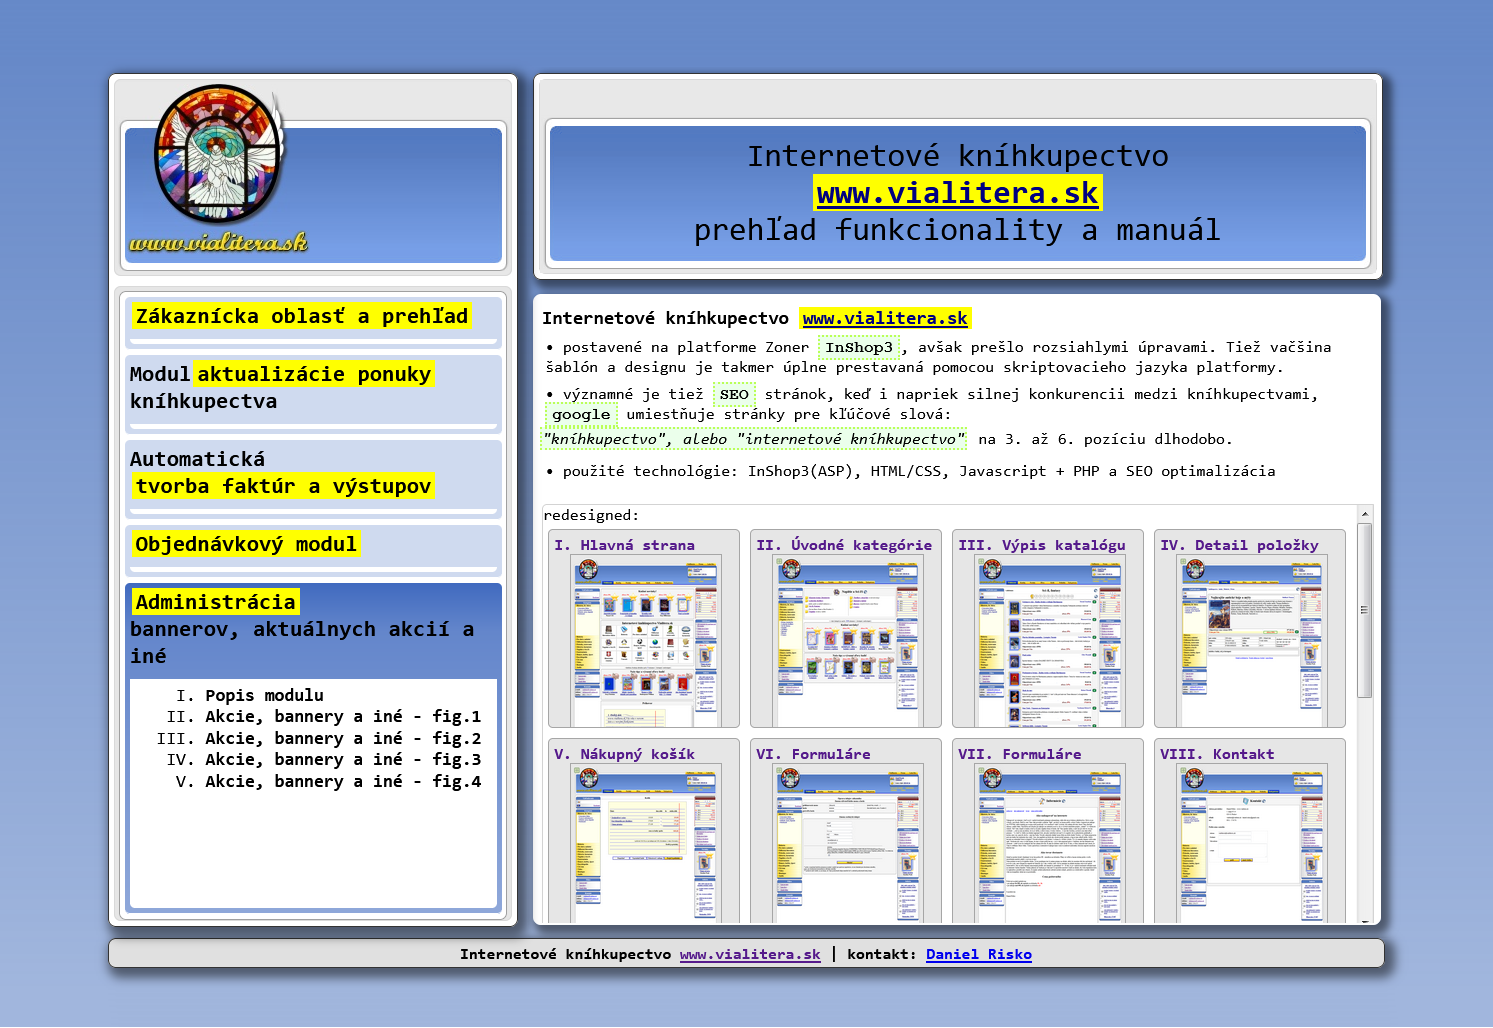 www.vialitera.sk
Zákaznícka oblasť a prehľad
Modul aktualizácie ponuky
kníhkupectva
Automatická
tvorba faktúr a výstupov
Objednávkový modul
Administrácia
bannerov, aktuálnych akcií a
iné
I. Popis modulu
II. Akcie, bannery a iné - fig.1
III. Akcie, bannery a iné - fig.2
IV. Akcie, bannery a iné - fig.3
V. Akcie, bannery a iné - fig.4
Internetové kníhkupectvo
www.vialitera.sk
prehľad funkcionality a manuál
Internetové kníhkupectvo www.vialitera.sk
• postavené na platforme Zoner InShop3, avšak prešlo rozsiahlymi úpravami. Tiež vačšina
šablón a designu je takmer úplne prestavaná pomocou skriptovacieho jazyka platformy.
• významné je tiež SEO stránok, keď i napriek silnej konkurencii medzi kníhkupectvami,
google umiestňuje stránky pre kľúčové slová:
"kníhkupectvo", alebo "internetové kníhkupectvo" na 3. až 6. pozíciu dlhodobo.
• použité technológie: InShop3(ASP), HTML/CSS, Javascript + PHP a SEO optimalizácia
redesigned:
I. Hlavná strana
II. Úvodné kategórie
III. Výpis katalógu
IV. Detail položky
V. Nákupný košík
VI. Formuláre
VII. Formuláre
VIII. Kontakt
Internetové kníhkupectvo www.vialitera.sk | kontakt: Daniel Risko